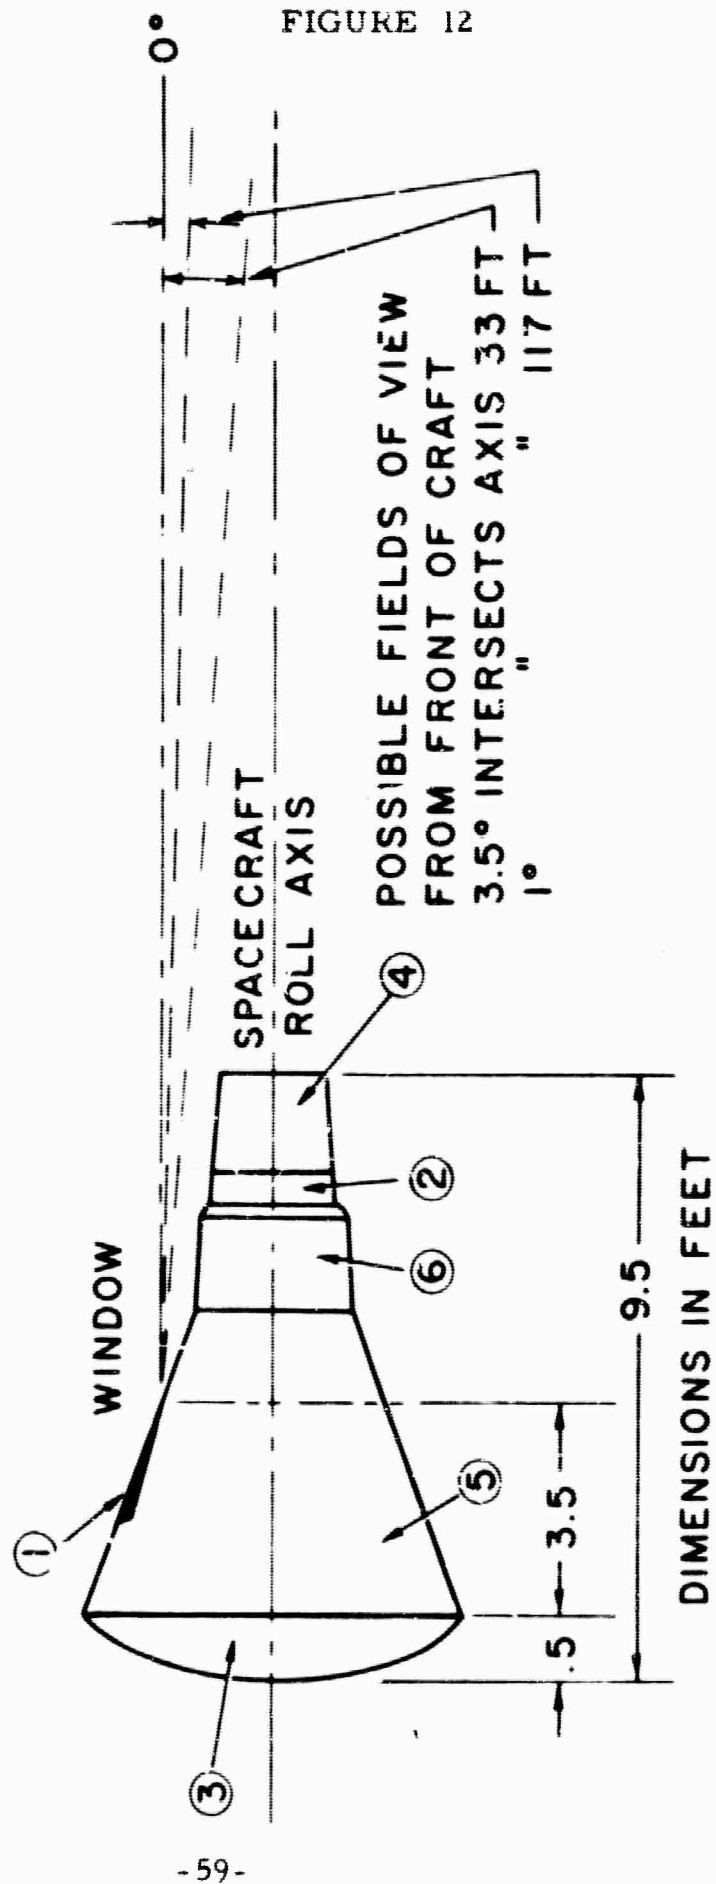 FIGURE 12
0°
WINDOW
SPACECRAFT
ROLL AXIS
POSSIBLE FIELDS OF VIEW
FROM FRONT OF CRAFT
3.5° INTERSECTS AXIS 33 FT
1° " " 117 FT
1
2
3
4
5
6
.5
3.5
9.5
DIMENSIONS IN FEET
-59-